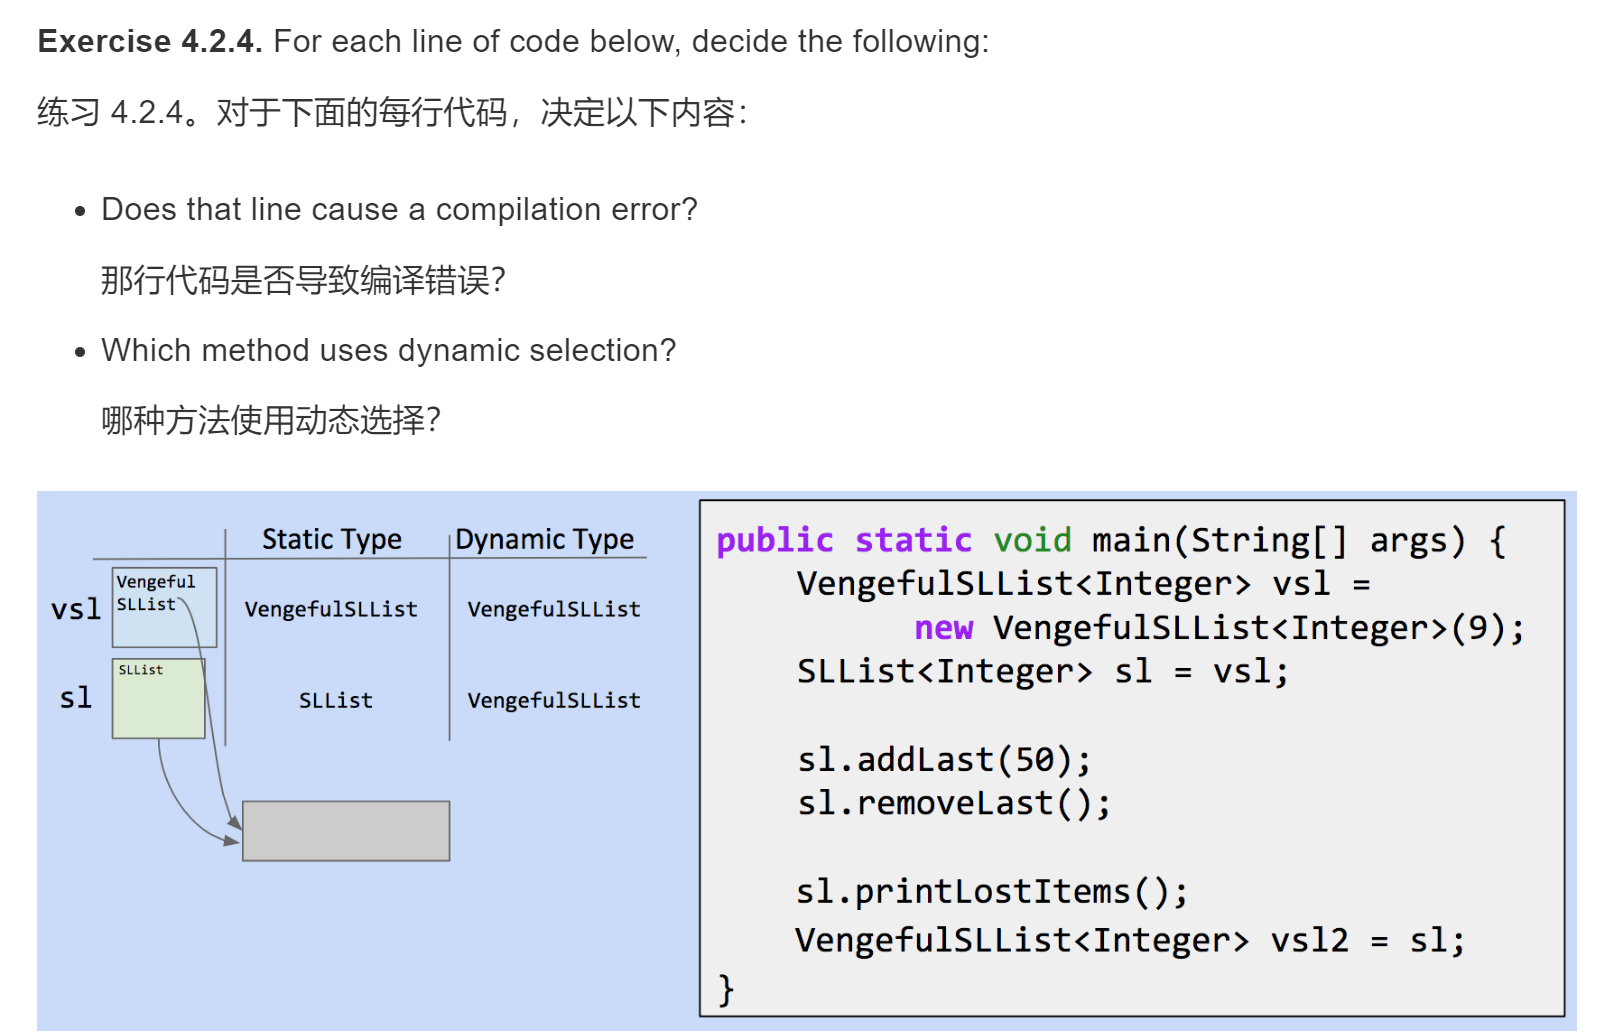 Exercise 4.2.4. For each line of code below, decide the following:
练习 4.2.4。对于下面的每行代码，决定以下内容：
• Does that line cause a compilation error?
那行代码是否导致编译错误？
• Which method uses dynamic selection?
哪种方法使用动态选择？
Static Type Dynamic Type
vsl Vengeful
SLList VengefulSLList VengefulSLList
sl SLList SLList VengefulSLList
public static void main(String[] args) {
VengefulSLList<Integer> vsl =
new VengefulSLList<Integer>(9);
SLList<Integer> sl = vsl;
sl.addLast(50);
sl.removeLast();
sl.printLostItems();
VengefulSLList<Integer> vsl2 = sl;
}